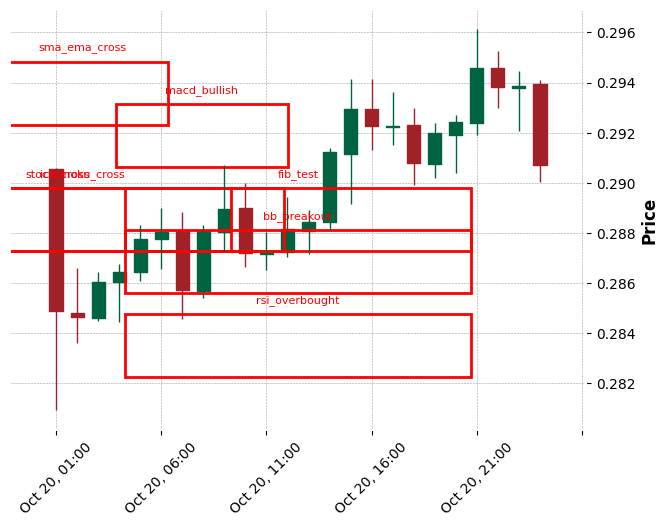 sma_ema_cross
macd_bullish
fib_test
bb_breakout
rsi_overbought
0.296
0.294
0.292
0.290
0.288
0.286
0.284
0.282
Price
Oct 20, 01:00
Oct 20, 06:00
Oct 20, 11:00
Oct 20, 16:00
Oct 20, 21:00